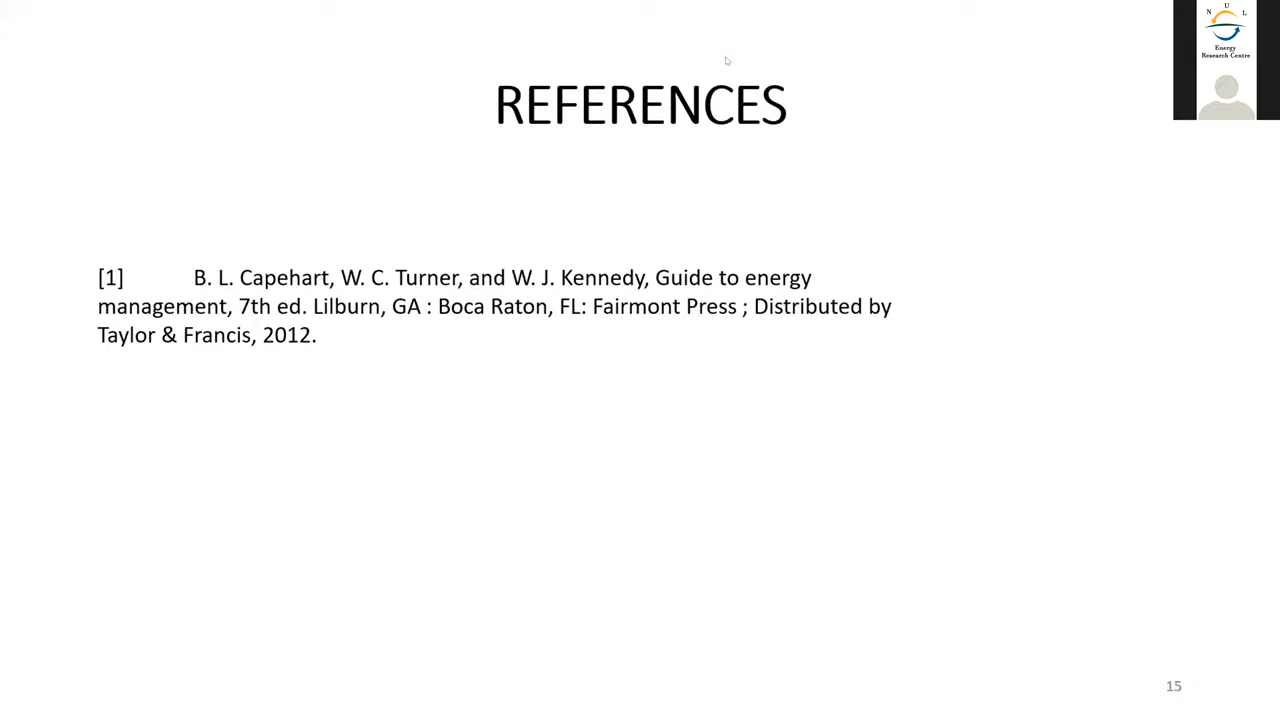 N U L
Energy
Research Centre
REFERENCES
[1] B. L. Capehart, W. C. Turner, and W. J. Kennedy, Guide to energy
management, 7th ed. Lilburn, GA : Boca Raton, FL: Fairmont Press ; Distributed by
Taylor & Francis, 2012.
15